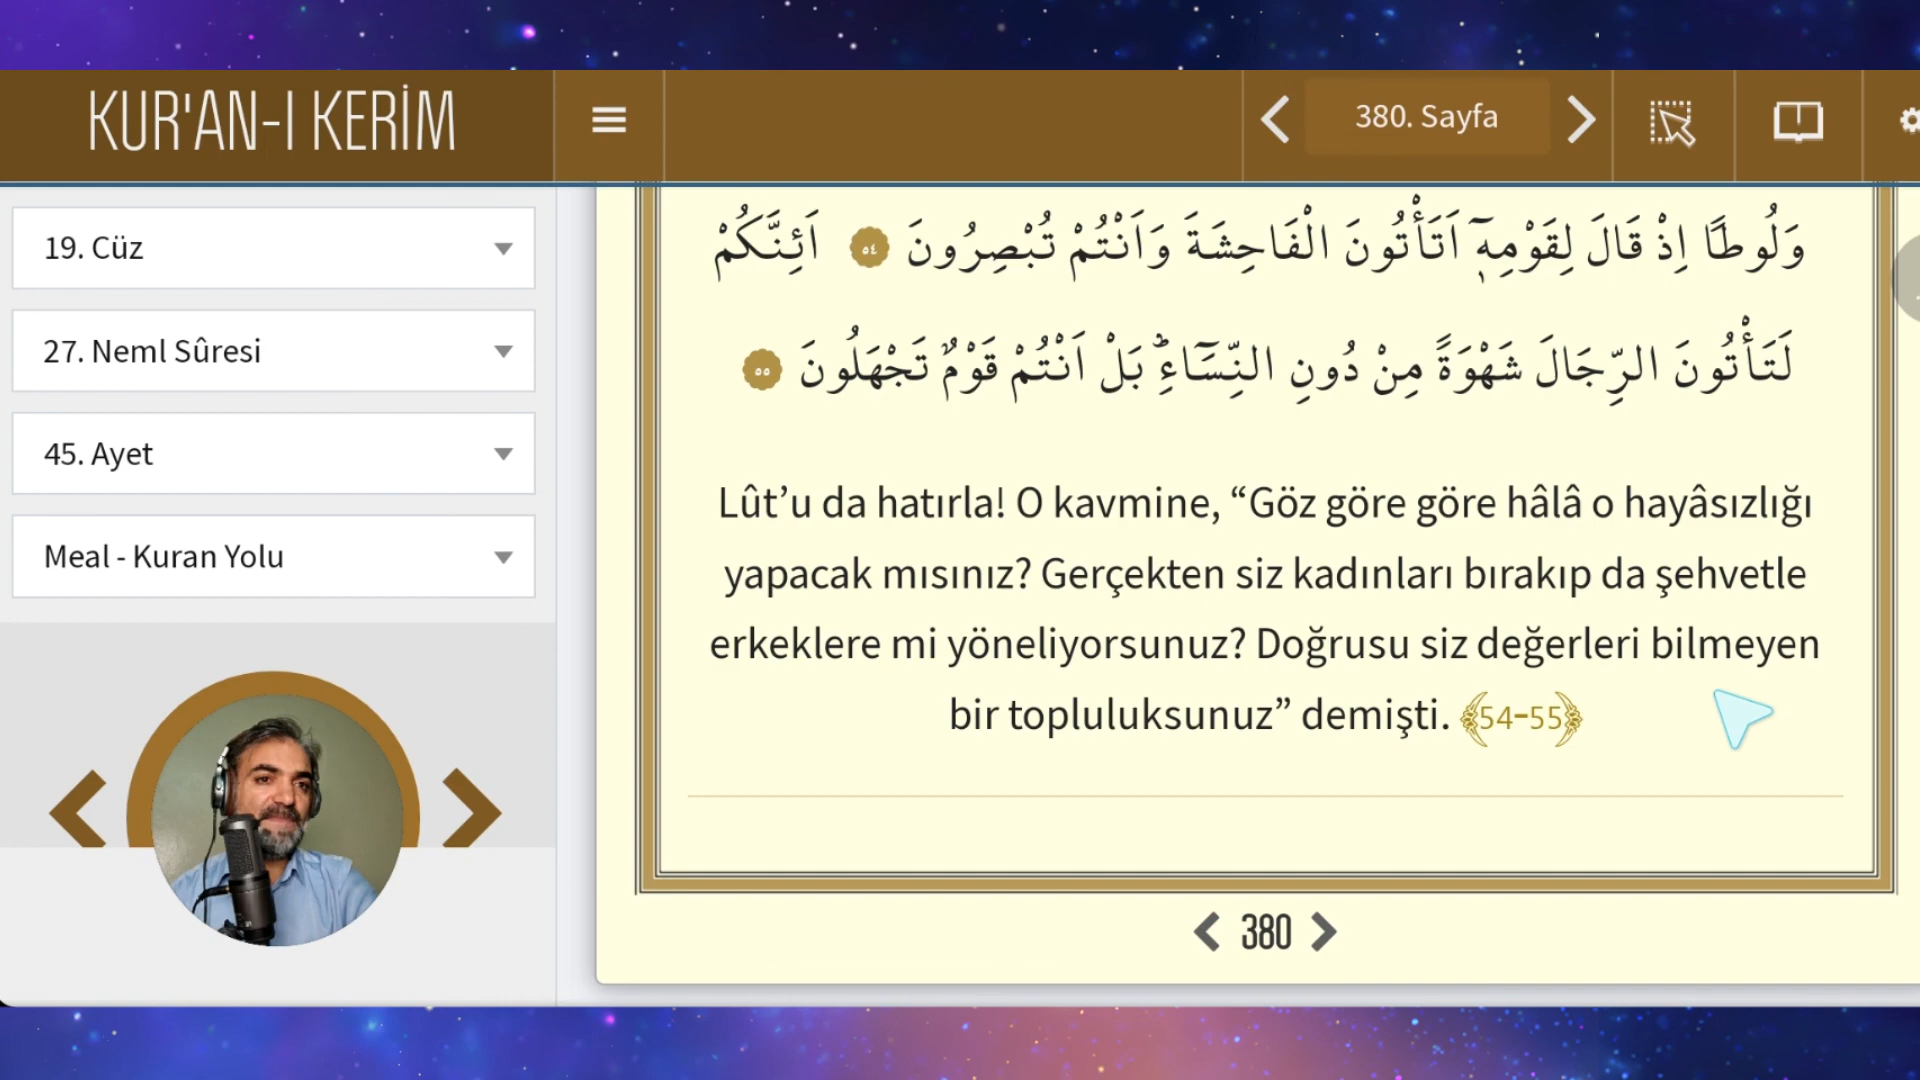 KUR'AN-I KERİM
380. Sayfa
19. Cüz
27. Neml Sûresi
45. Ayet
Meal - Kuran Yolu
وَلُوطًا اِذْ قَالَ لِقَوْمِه۪ٓ اَتَأْتُونَ الْفَاحِشَةَ وَاَنْتُمْ تُبْصِرُونَ ٥٤ اَئِنَّكُمْ
لَتَأْتُونَ الرِّجَالَ شَهْوَةً مِنْ دُونِ النِّسَٓاءِۜ بَلْ اَنْتُمْ قَوْمٌ تَجْهَلُونَ ٥٥
Lût’u da hatırla! O kavmine, “Göz göre göre hâlâ o hayâsızlığı
yapacak mısınız? Gerçekten siz kadınları bırakıp da şehvetle
erkeklere mi yöneliyorsunuz? Doğrusu siz değerleri bilmeyen
bir topluluksunuz” demişti. ﴾54-55﴿
380